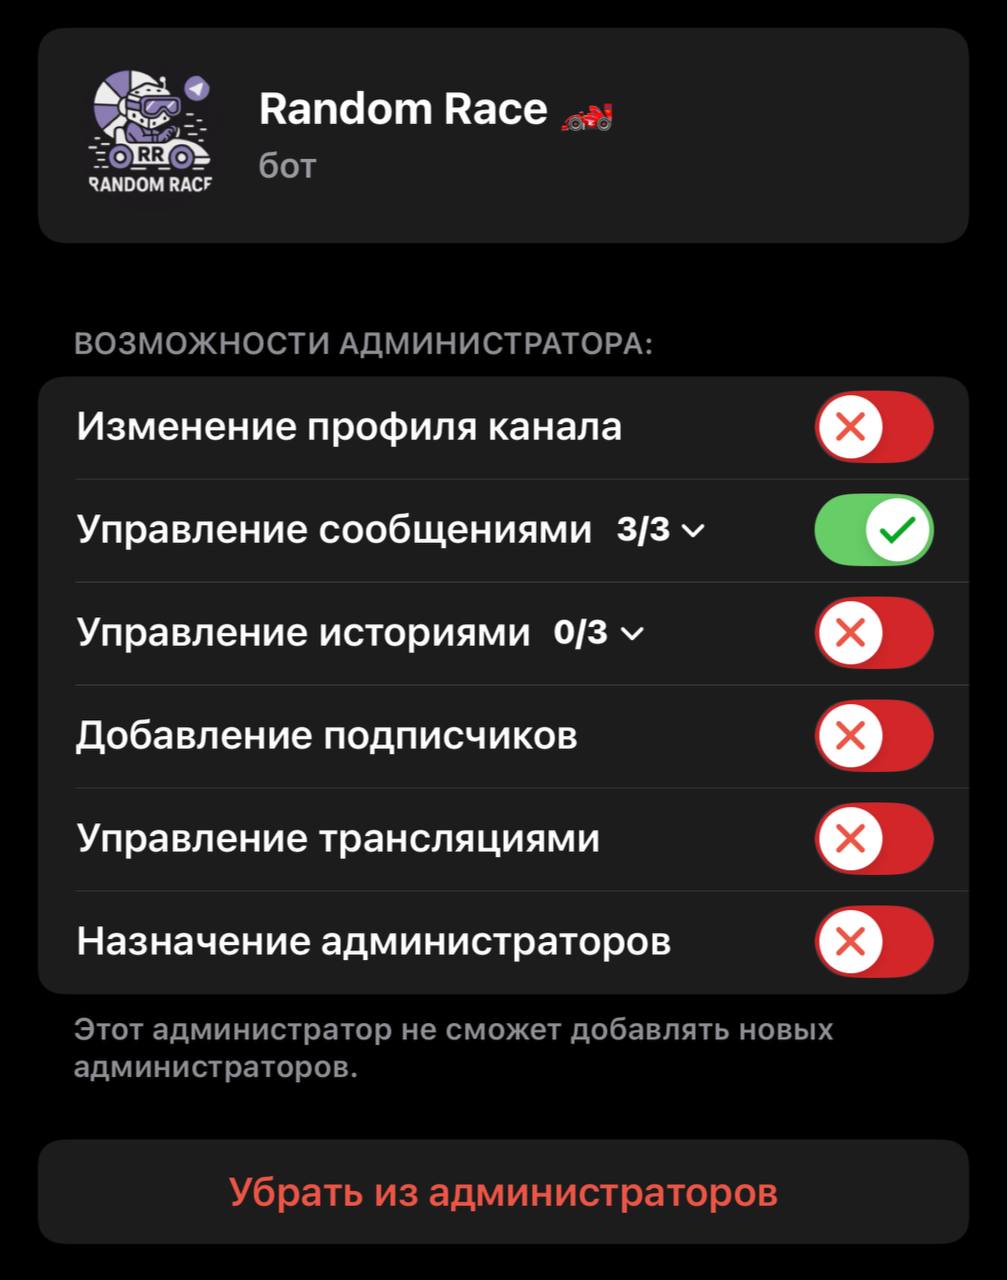 Random Race 🏎️
бот
RR
RANDOM RACE
ВОЗМОЖНОСТИ АДМИНИСТРАТОРА:
Изменение профиля канала
Управление сообщениями 3/3
Управление историями 0/3
Добавление подписчиков
Управление трансляциями
Назначение администраторов
Этот администратор не сможет добавлять новых
администраторов.
Убрать из администраторов